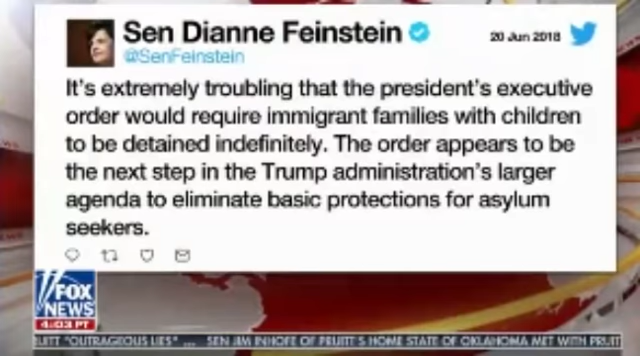 Sen Dianne Feinstein
20 Jun 2018
@SenFeinstein
It's extremely troubling that the president's executive
order would require immigrant families with children
to be detained indefinitely. The order appears to be
the next step in the Trump administration's larger
agenda to eliminate basic protections for asylum
seekers.
FOX
NEWS
4:03 PT
UITT "OUTRAGEOUS LIES" ... SEN JIM INHOFE OF PRUITT'S HOME STATE OF OKLAHOMA MET WITH PRUIT